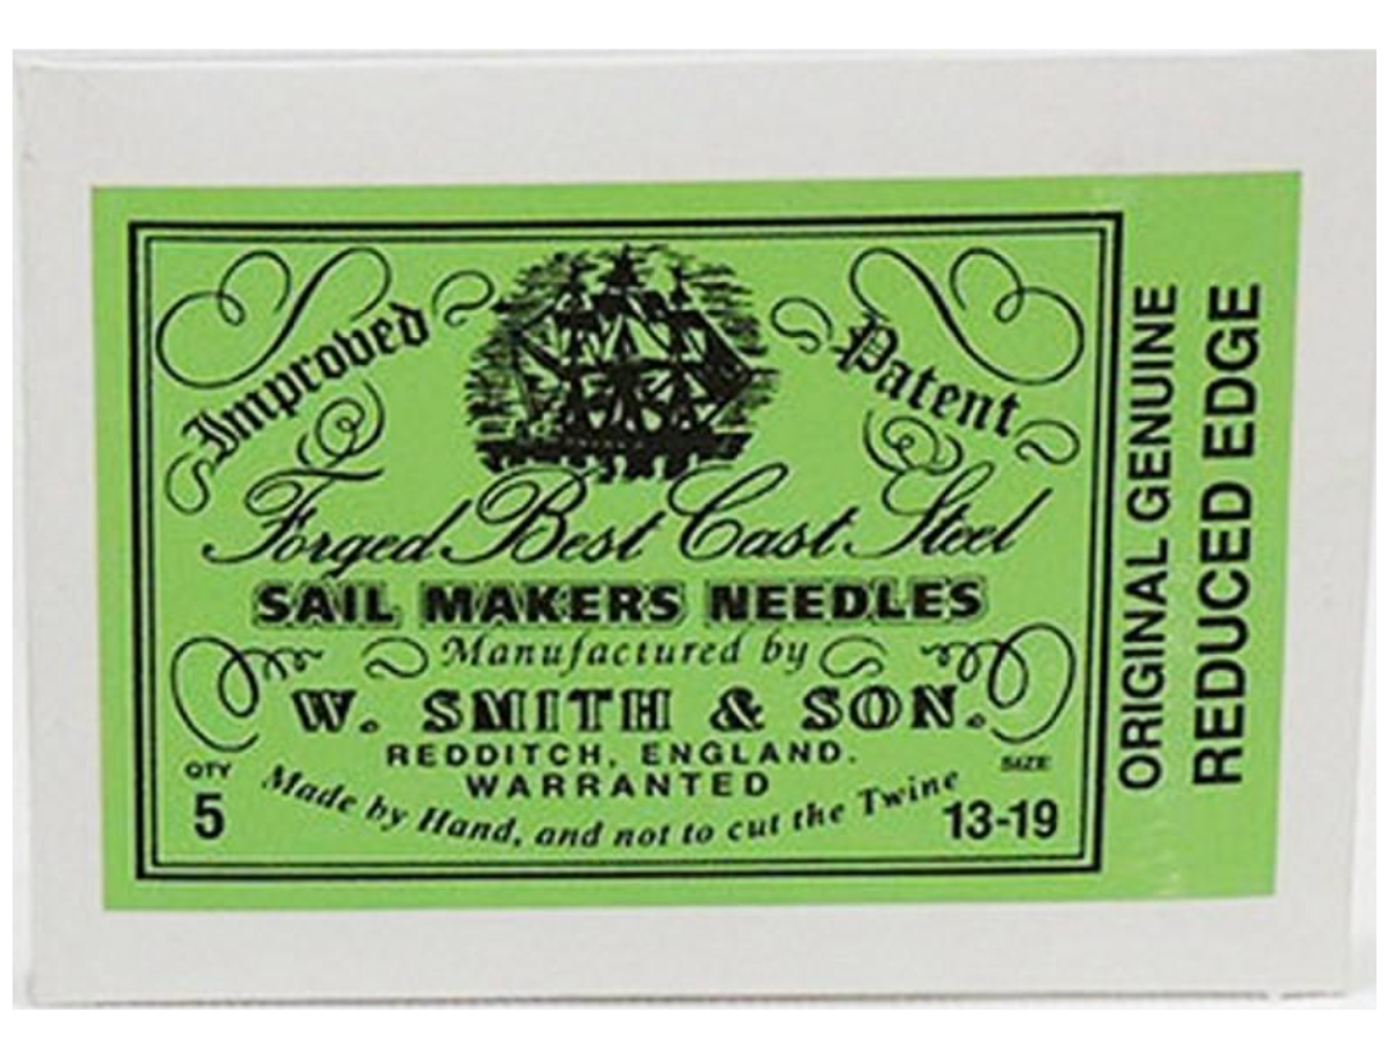 Improved Patent
Forged Best Cast Steel
SAIL MAKERS NEEDLES
Manufactured by
W. SMITH & SON.
REDDITCH, ENGLAND.
WARRANTED
Made by Hand, and not to cut the Twine
QTY
5
SIZE
13-19
ORIGINAL GENUINE
REDUCED EDGE